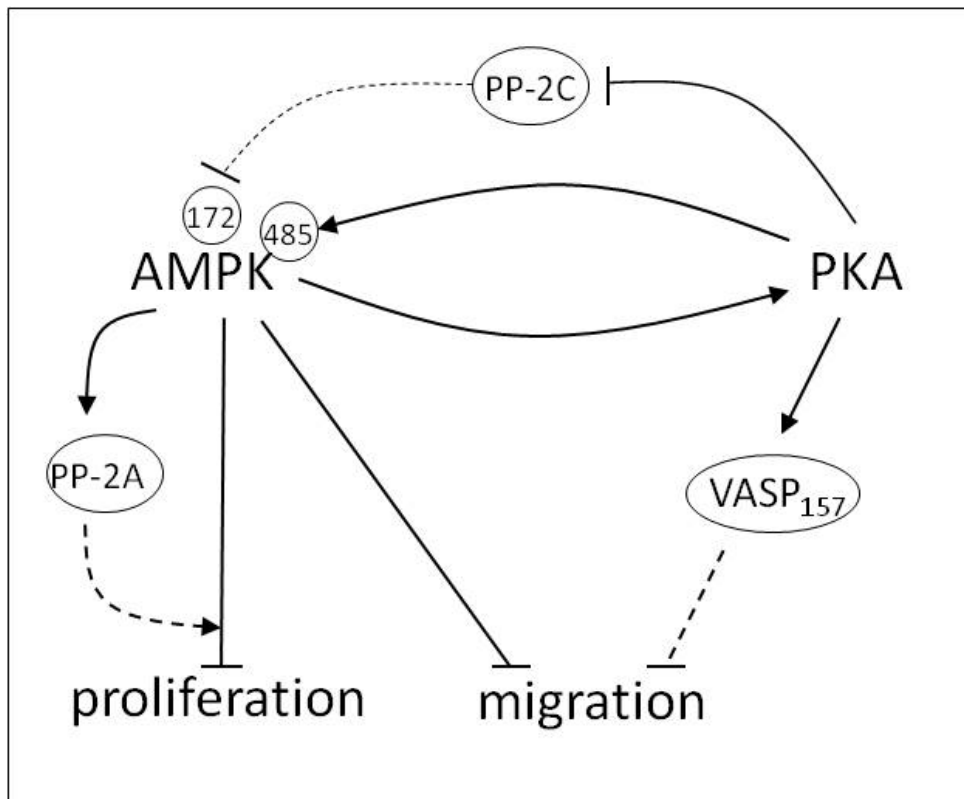 PP-2C
172
485
AMPK
PKA
PP-2A
VASP157
proliferation
migration